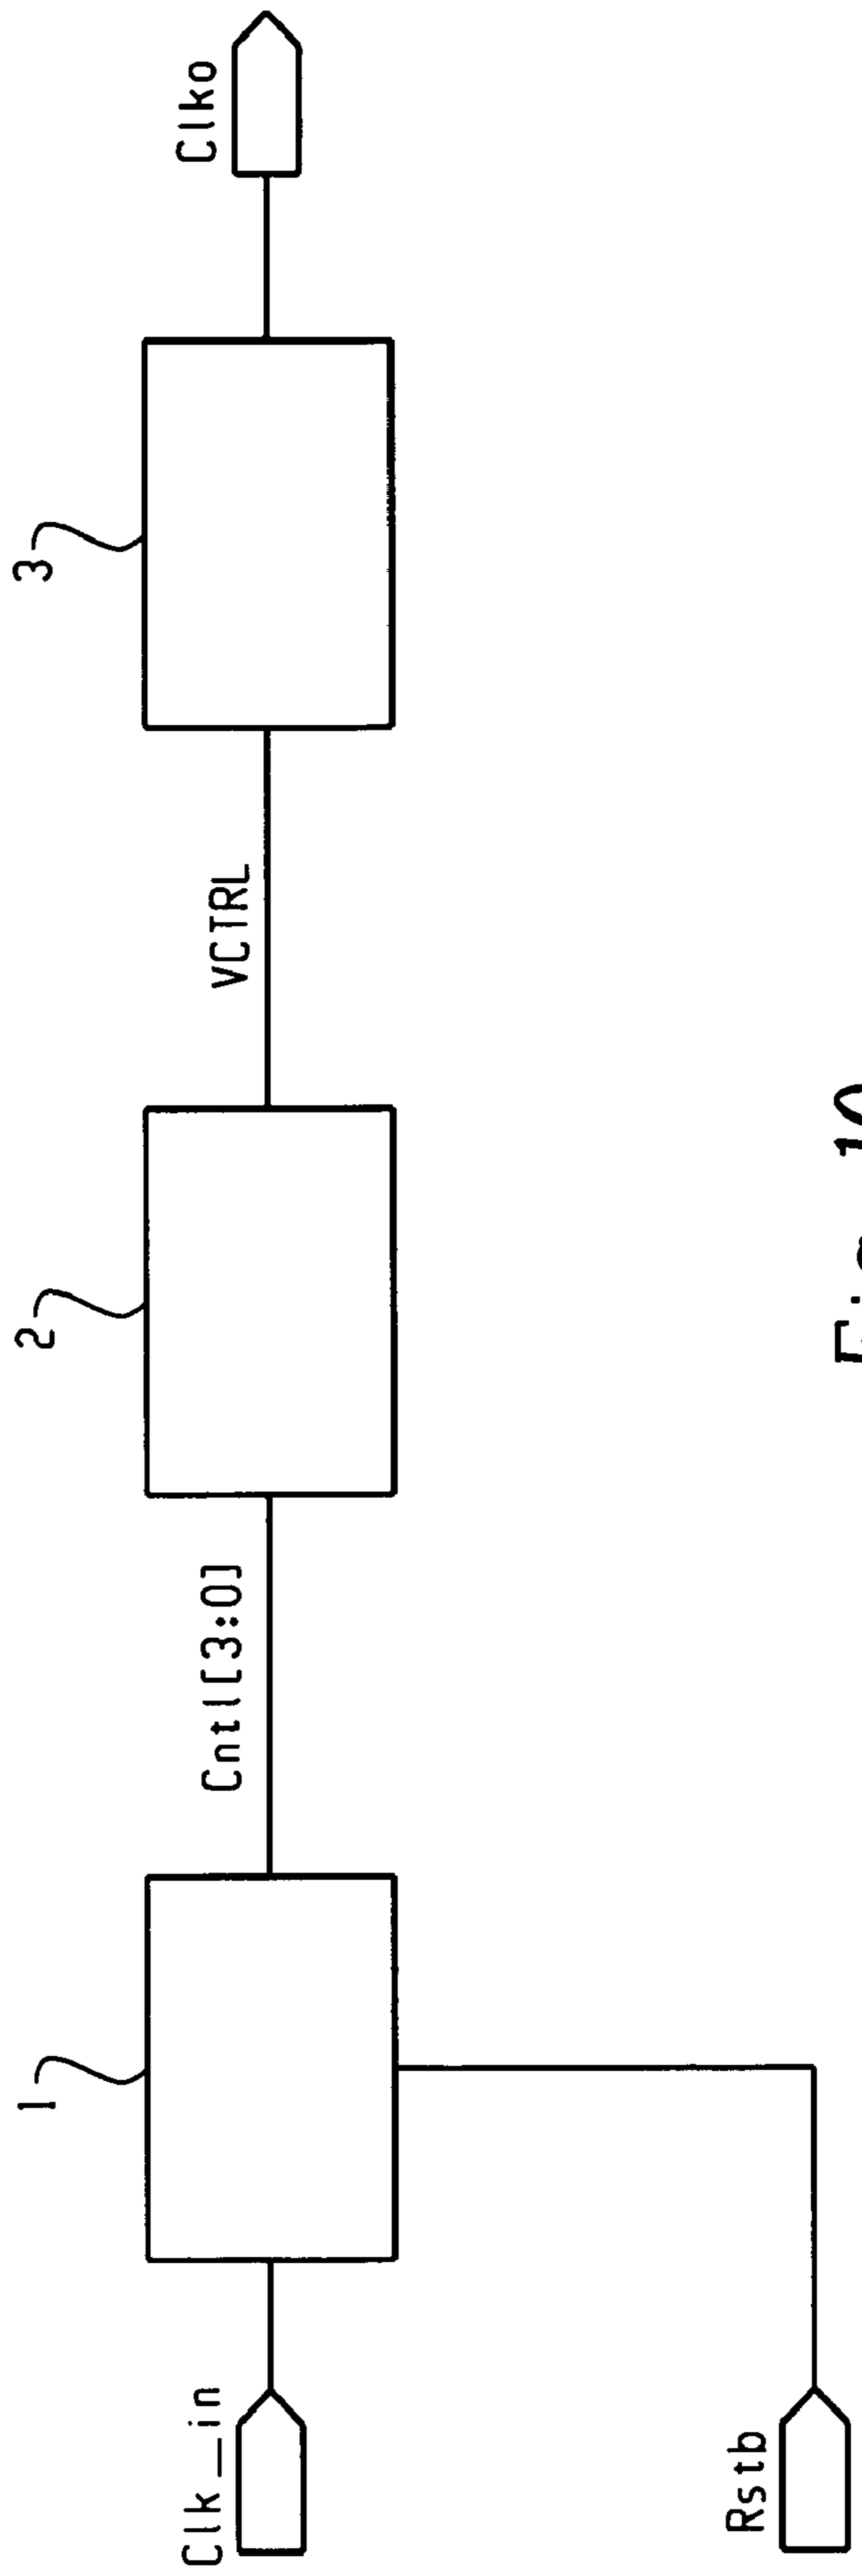 1
2
3
Clk_in
Cntl[3:0]
VCTRL
Clko
Rstb